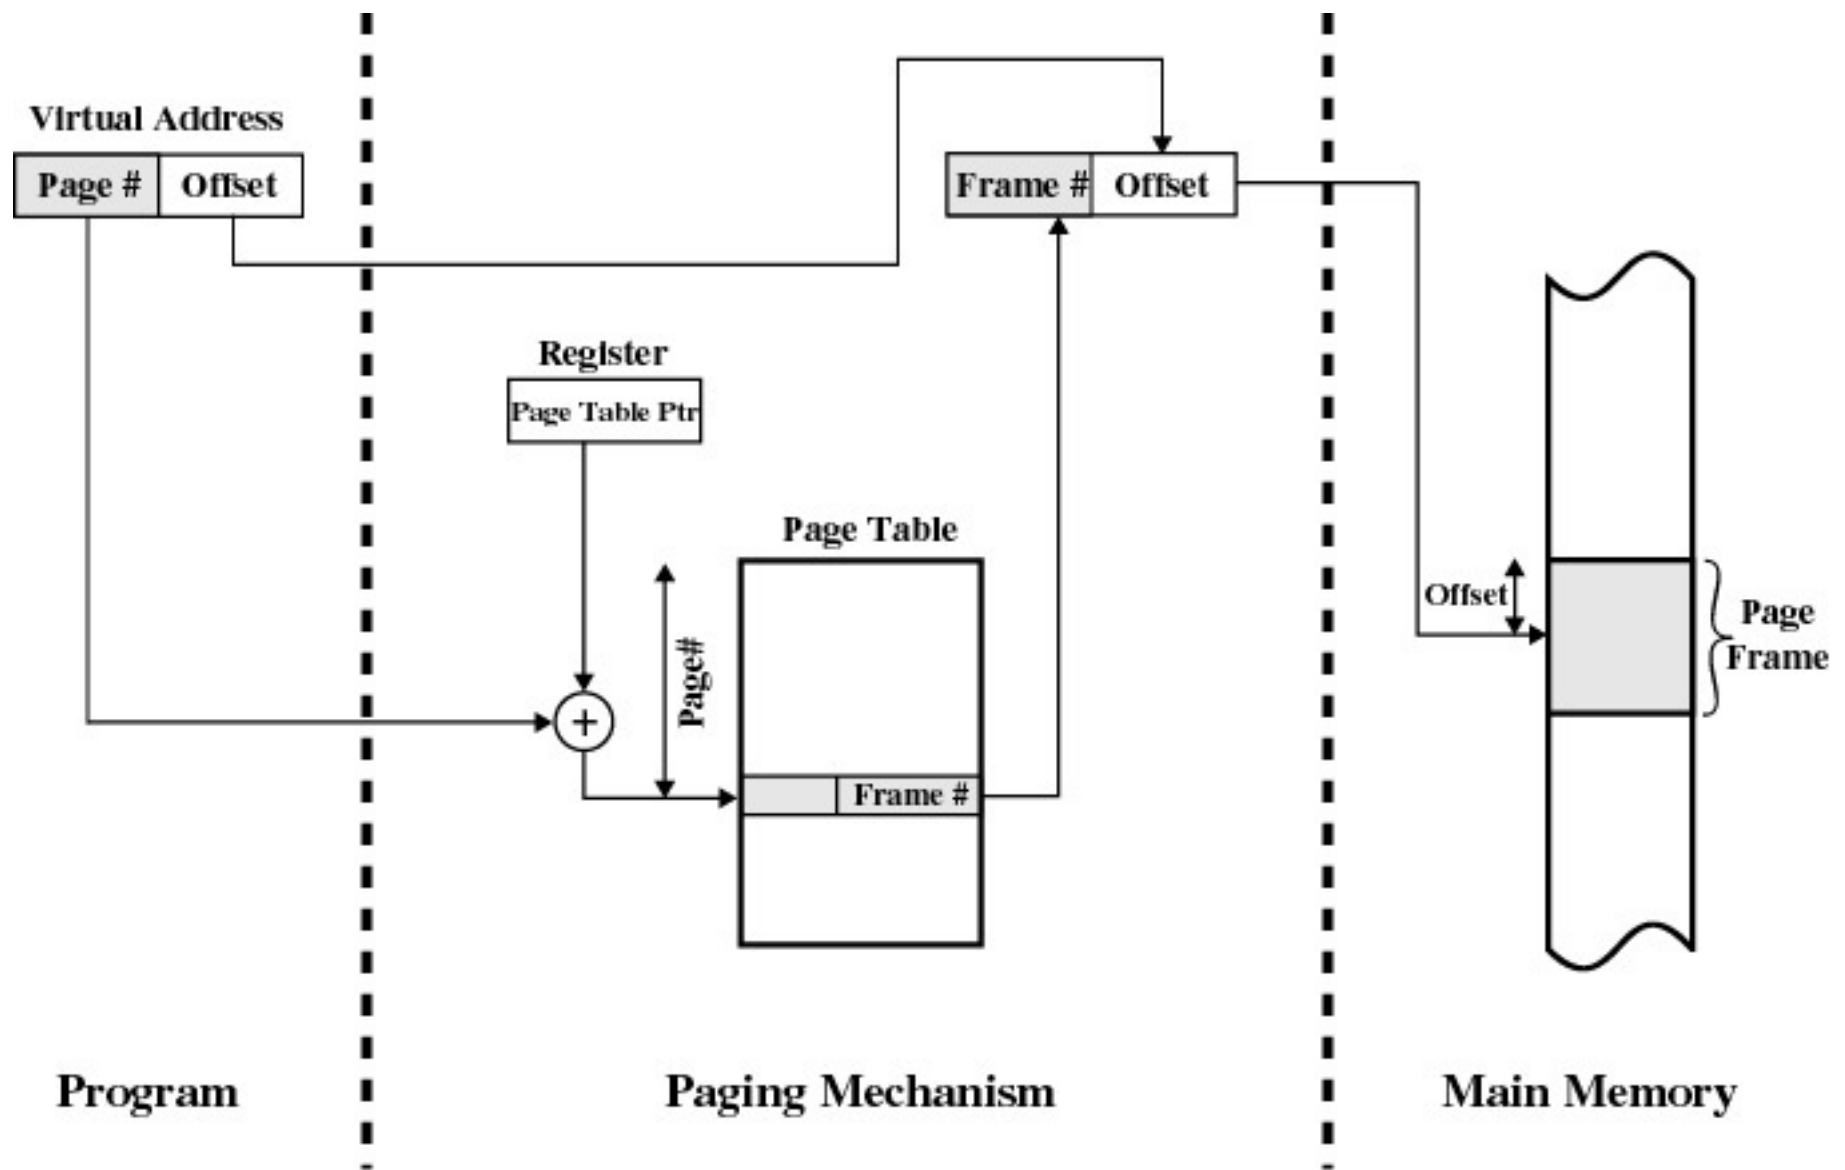 Virtual Address
Page # Offset
Frame # Offset
Register
Page Table Ptr
Page Table
Page#
+
Frame #
Offset
Page
Frame
Program
Paging Mechanism
Main Memory